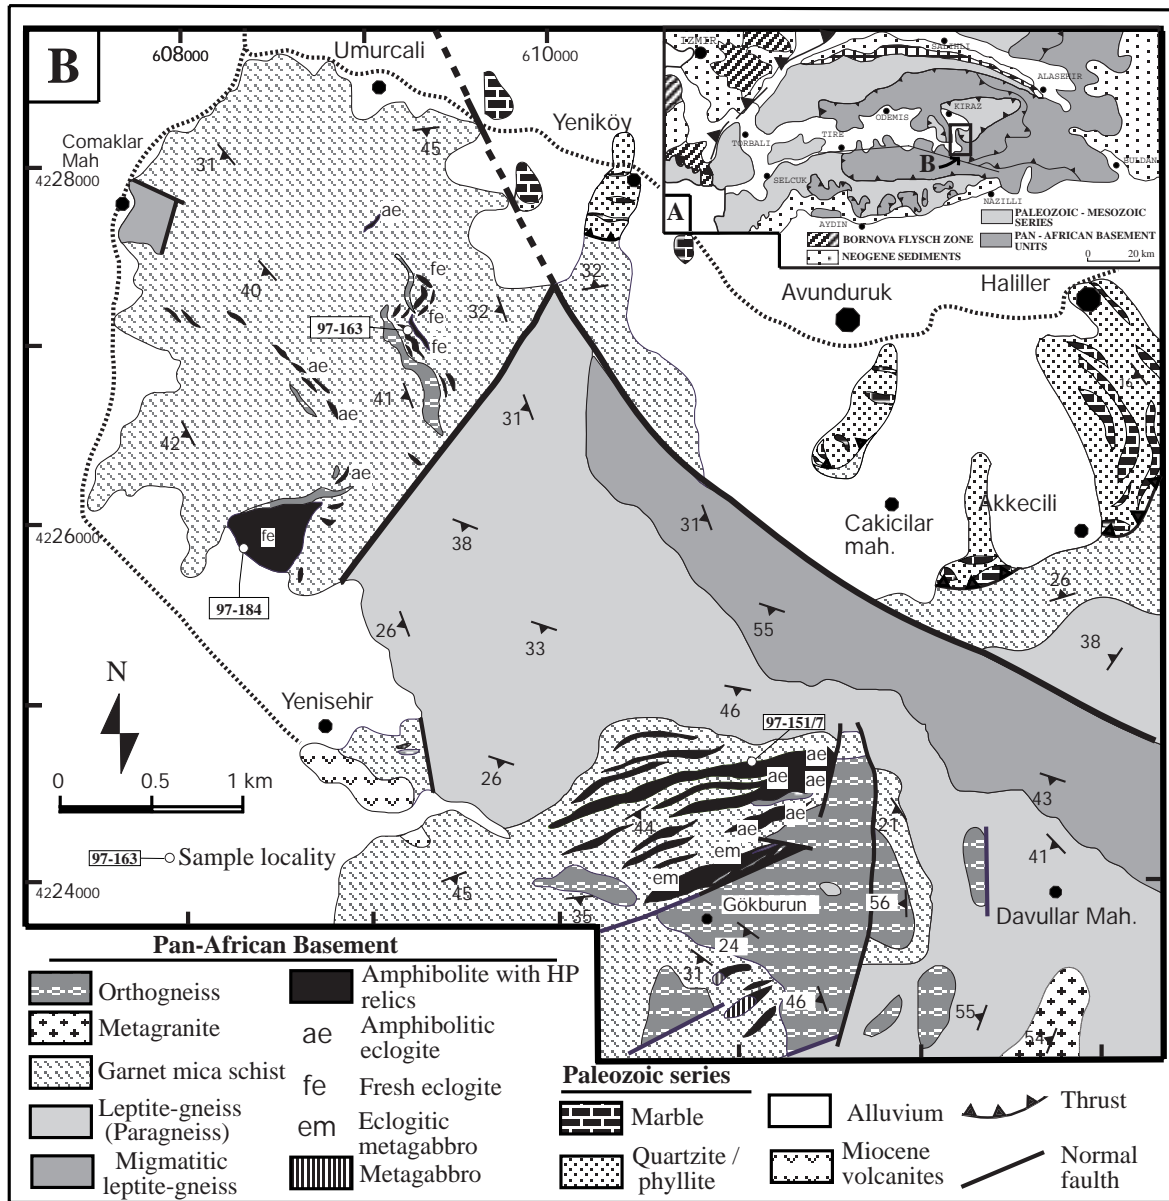 B
608000
Umurcali
610000
Yeniköy
Comaklar
Mah
4228000
31
45
ae
40
fe
32
fe
97-163
fe
32
ae
41
ae
31
42
ae
16
4226000
fe
97-184
38
31
Avunduruk
Haliller
Cakicilar
mah.
Akkecili
26
26
33
55
38
N
Yenisehir
46
97-151/7
0
0.5
1 km
26
ae
ae
ae
ae
ae
44
21
43
97-163
Sample locality
em
em
41
4224000
45
35
Gökburun
56
Davullar Mah.
24
31
46
55
54
IZMIR
SALIHLI
ALASEHIR
KIRAZ
ODEMIS
TIRE
TORBALI
B
BULDAN
SELCUK
NAZILLI
A
AYDIN
PALEOZOIC - MESOZOIC
SERIES
BORNOVA FLYSCH ZONE
PAN - AFRICAN BASEMENT
UNITS
NEOGENE SEDIMENTS
0
20 km
Pan-African Basement
Orthogneiss
Metagranite
Garnet mica schist
Leptite-gneiss
(Paragneiss)
Migmatitic
leptite-gneiss
Amphibolite with HP
relics
ae
Amphibolitic
eclogite
fe
Fresh eclogite
em
Eclogitic
metagabbro
Metagabbro
Paleozoic series
Marble
Quartzite /
phyllite
Alluvium
Miocene
volcanites
Thrust
Normal
faulth